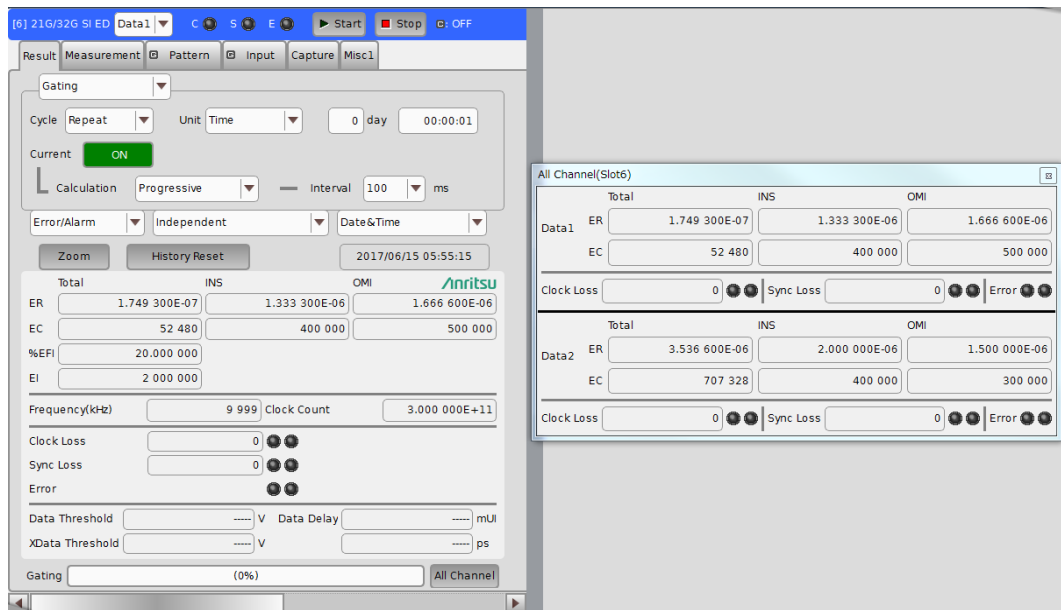 [6] 21G/32G SI ED Data1 C S E Start Stop C: OFF
Result Measurement C Pattern C Input Capture Misc1
Gating
Cycle Repeat Unit Time 0 day 00:00:01
Current ON
Calculation Progressive Interval 100 ms
Error/Alarm Independent Date&Time
Zoom History Reset 2017/06/15 05:55:15
Total INS OMI Anritsu
ER 1.749 300E-07 1.333 300E-06 1.666 600E-06
EC 52 480 400 000 500 000
%EFI 20.000 000
EI 2 000 000
Frequency(kHz) 9 999 Clock Count 3.000 000E+11
Clock Loss 0
Sync Loss 0
Error
Data Threshold ----- V Data Delay ----- mUI
XData Threshold ----- V ----- ps
Gating (0%) All Channel
All Channel(Slot6)
Total INS OMI
Data1 ER 1.749 300E-07 1.333 300E-06 1.666 600E-06
EC 52 480 400 000 500 000
Clock Loss 0 Sync Loss 0 Error
Total INS OMI
Data2 ER 3.536 600E-06 2.000 000E-06 1.500 000E-06
EC 707 328 400 000 300 000
Clock Loss 0 Sync Loss 0 Error